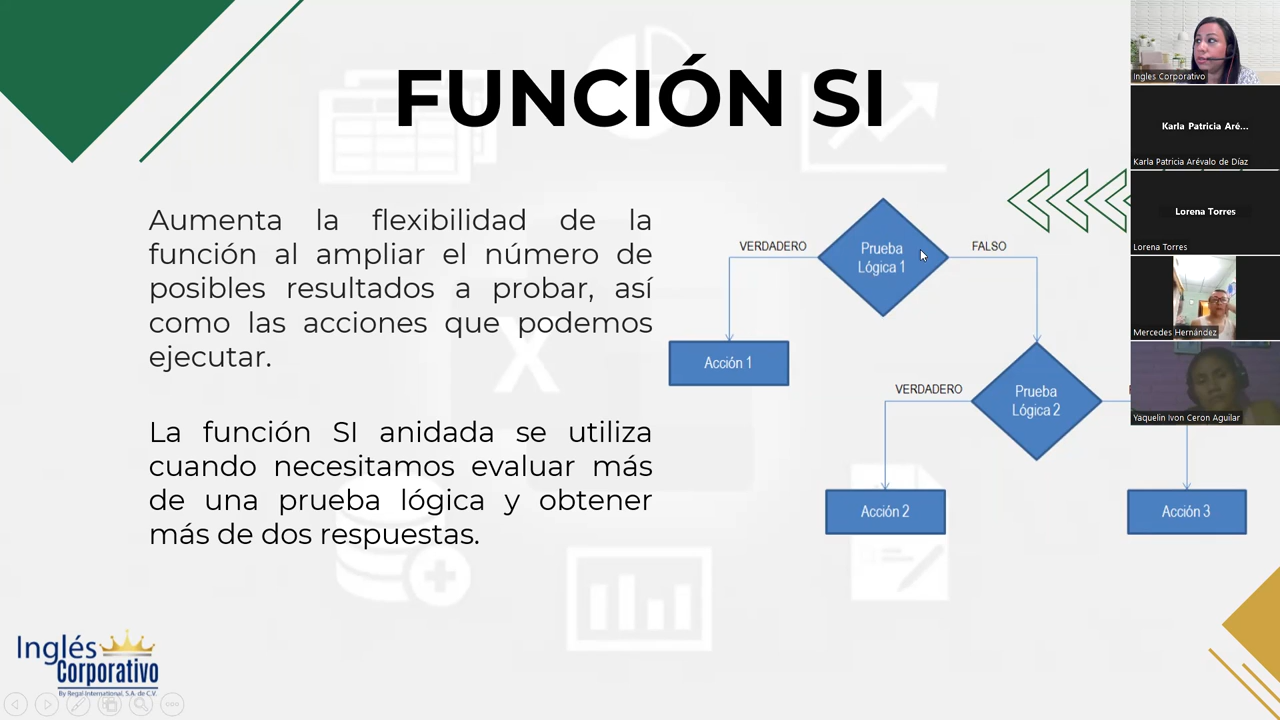 FUNCIÓN SI
Aumenta la flexibilidad de la
función al ampliar el número de
posibles resultados a probar, así
como las acciones que podemos
ejecutar.
La función SI anidada se utiliza
cuando necesitamos evaluar más
de una prueba lógica y obtener
más de dos respuestas.
VERDADERO
Prueba
Lógica 1
FALSO
Acción 1
VERDADERO
Prueba
Lógica 2
Acción 2
Acción 3
Ingles Corporativo
Karla Patricia Aré...
Karla Patricia Arévalo de Díaz
Lorena Torres
Lorena Torres
Mercedes Hernández
Yaquelin Ivon Ceron Aguilar
Inglés
Corporativo
By Regal International, S.A. de C.V.